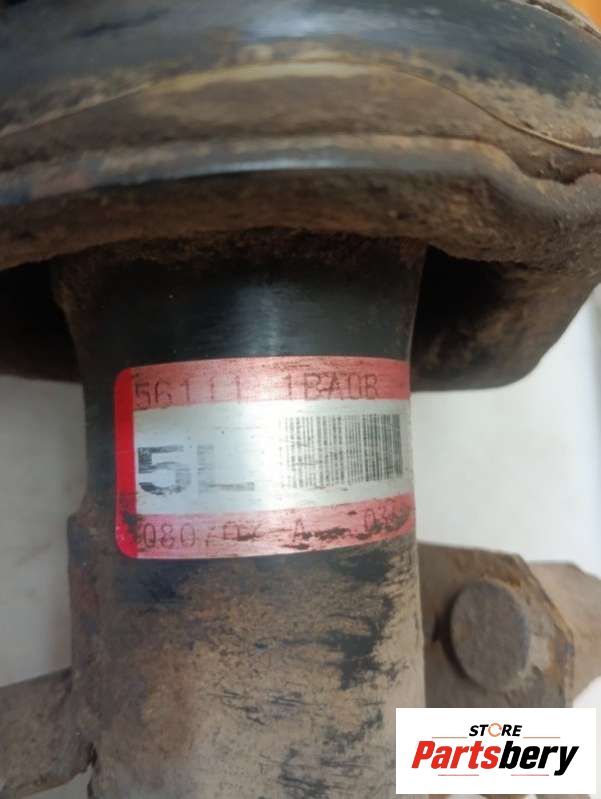 56111 1BA0B
5L
A
STORE
Partsbery